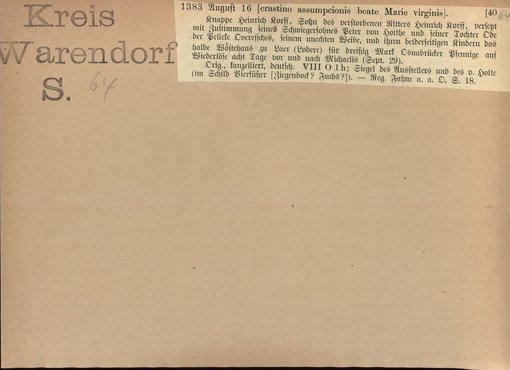 Kreis
Warendorf
S. 64
1383 August 16 [crastino assumpcionis beate Marie virginis]. [40 64
Knappe Heinrich Korff, Sohn des verstorbenen Ritters Heinrich Korff, versetzt
mit Zustimmung seines Schwiegersohnes Peter von Holthe und seiner Tochter Ode
der Pelleke Overesches, seinem unechten Weibe, und ihren beiderseitigen Kindern das
halbe Wöstehaus zu Laer (Lodere) für dreißig Mark Osnabrücker Pfennige auf
Wiederlöse acht Tage vor und nach Michaelis (Sept. 29).
Orig., kanzelliert, deutsch. VIII O 1 h; Siegel des Ausstellers und des v. Holte
(im Schild Vierfüßer [Ziegenbock? Fuchs?]). — Reg. Fahne a. a. O. S. 18.